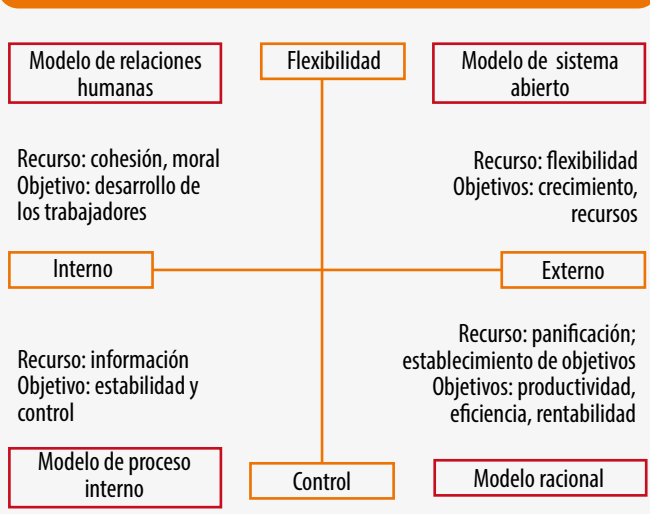 Modelo de relaciones
humanas
Flexibilidad
Modelo de sistema
abierto
Recurso: cohesión, moral
Objetivo: desarrollo de
los trabajadores
Recurso: flexibilidad
Objetivos: crecimiento,
recursos
Interno
Externo
Recurso: información
Objetivo: estabilidad y
control
Recurso: panificación;
establecimiento de objetivos
Objetivos: productividad,
eficiencia, rentabilidad
Modelo de proceso
interno
Control
Modelo racional